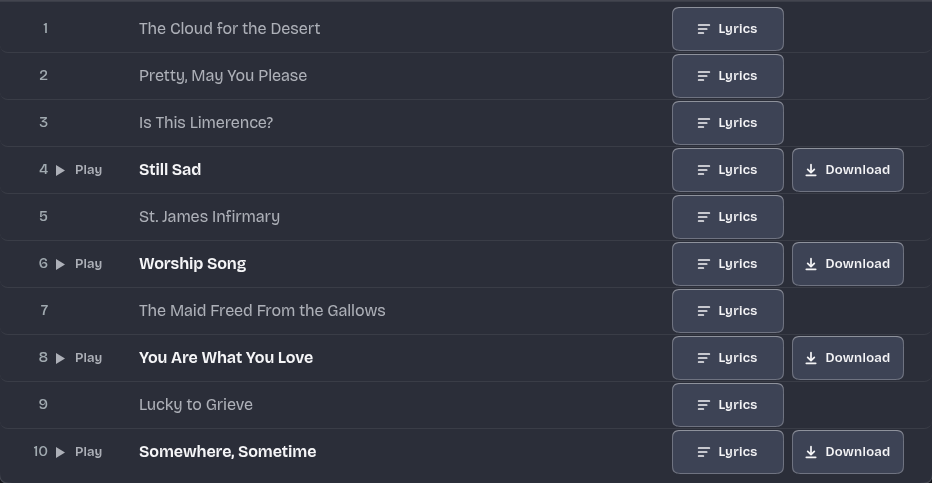 1 The Cloud for the Desert Lyrics
2 Pretty, May You Please Lyrics
3 Is This Limerence? Lyrics
4 Play Still Sad Lyrics Download
5 St. James Infirmary Lyrics
6 Play Worship Song Lyrics Download
7 The Maid Freed From the Gallows Lyrics
8 Play You Are What You Love Lyrics Download
9 Lucky to Grieve Lyrics
10 Play Somewhere, Sometime Lyrics Download